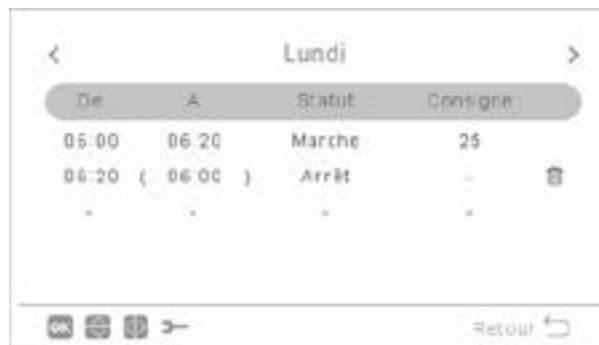 Lundi
De A Statut Consigne
06:00 06:20 Marche 25
06:20 ( 06:00 ) Arrêt -
- - - -
OK Retour